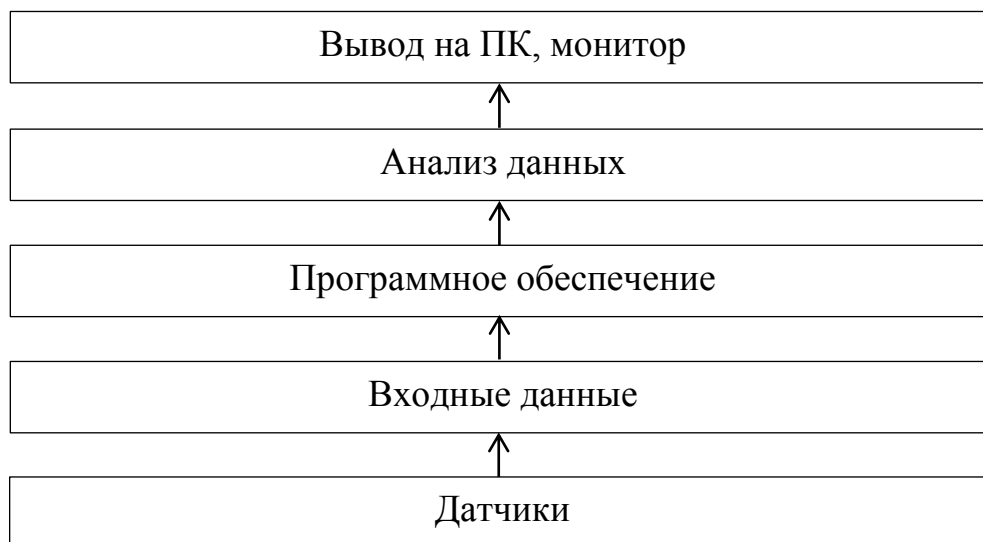 Вывод на ПК, монитор
Анализ данных
Программное обеспечение
Входные данные
Датчики